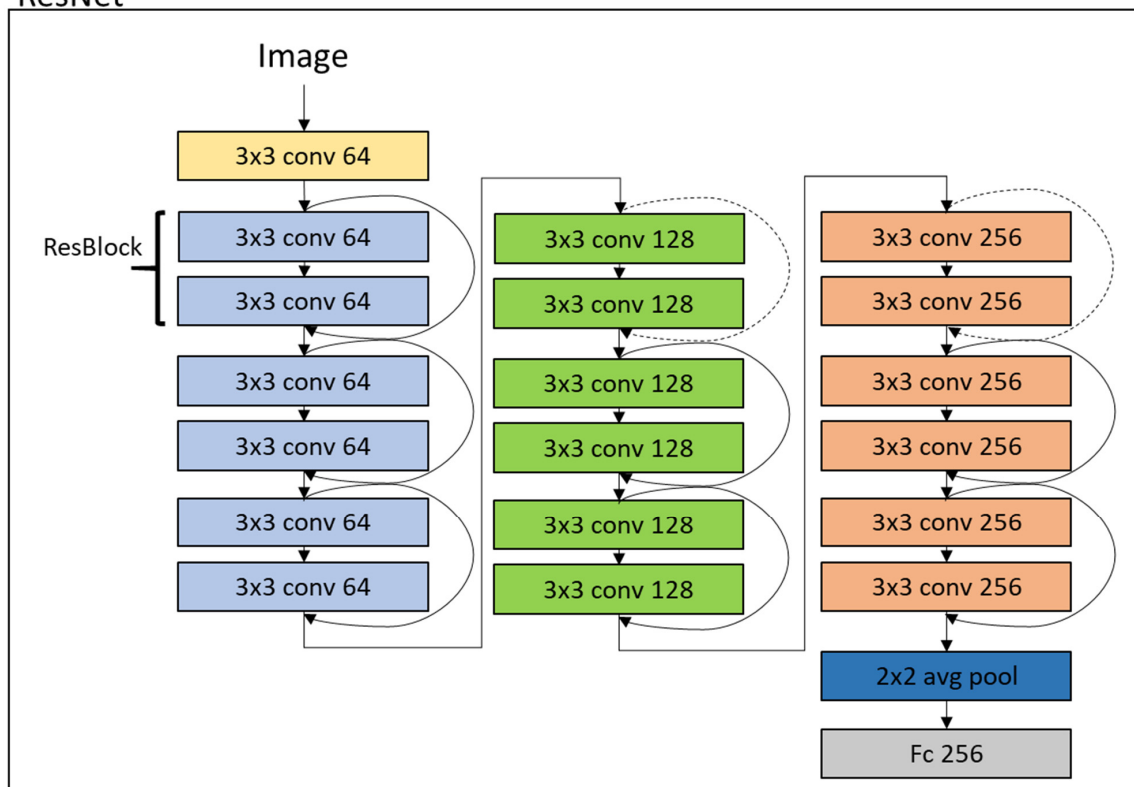 ResNet
Image
3x3 conv 64
ResBlock
3x3 conv 64
3x3 conv 64
3x3 conv 64
3x3 conv 64
3x3 conv 64
3x3 conv 64
3x3 conv 128
3x3 conv 128
3x3 conv 128
3x3 conv 128
3x3 conv 128
3x3 conv 128
3x3 conv 256
3x3 conv 256
3x3 conv 256
3x3 conv 256
3x3 conv 256
3x3 conv 256
2x2 avg pool
Fc 256